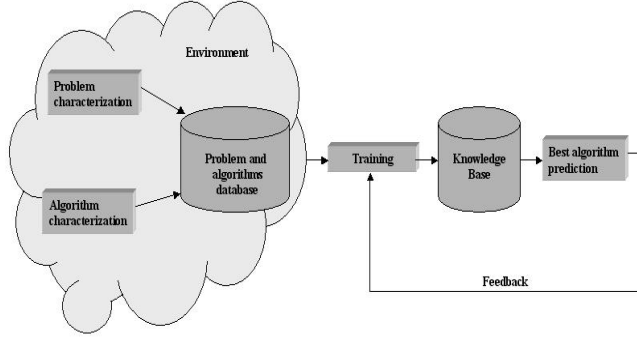 Environment
Problem
characterization
Problem and
algorithms
database
Algorithm
characterization
Training
Knowledge
Base
Best algorithm
prediction
Feedback